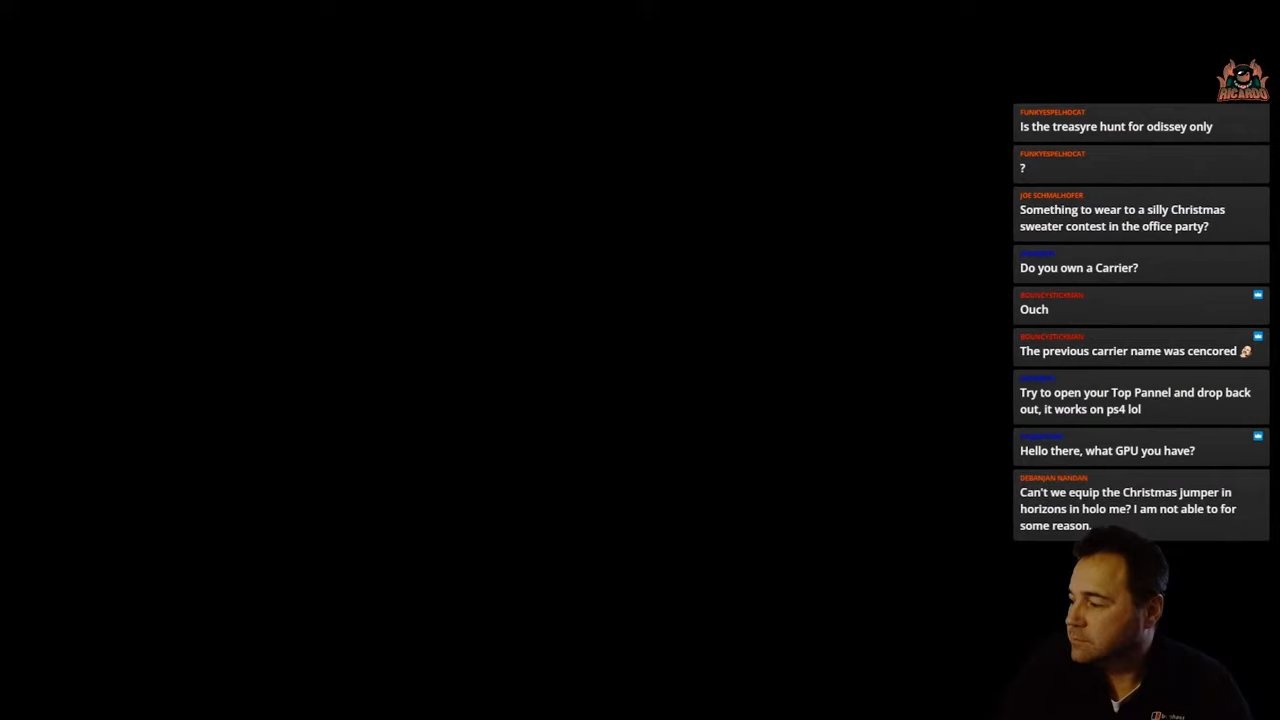 RICARDO
FUNKYESPELHOCAT
Is the treasyre hunt for odissey only
FUNKYESPELHOCAT
?
JOE SCHMALHOFER
Something to wear to a silly Christmas
sweater contest in the office party?
Do you own a Carrier?
BOUNCYSTICKMAN
Ouch
BOUNCYSTICKMAN
The previous carrier name was cencored
Try to open your Top Pannel and drop back
out, it works on ps4 lol
Hello there, what GPU you have?
DEBANJAN NANDAN
Can't we equip the Christmas jumper in
horizons in holo me? I am not able to for
some reason.